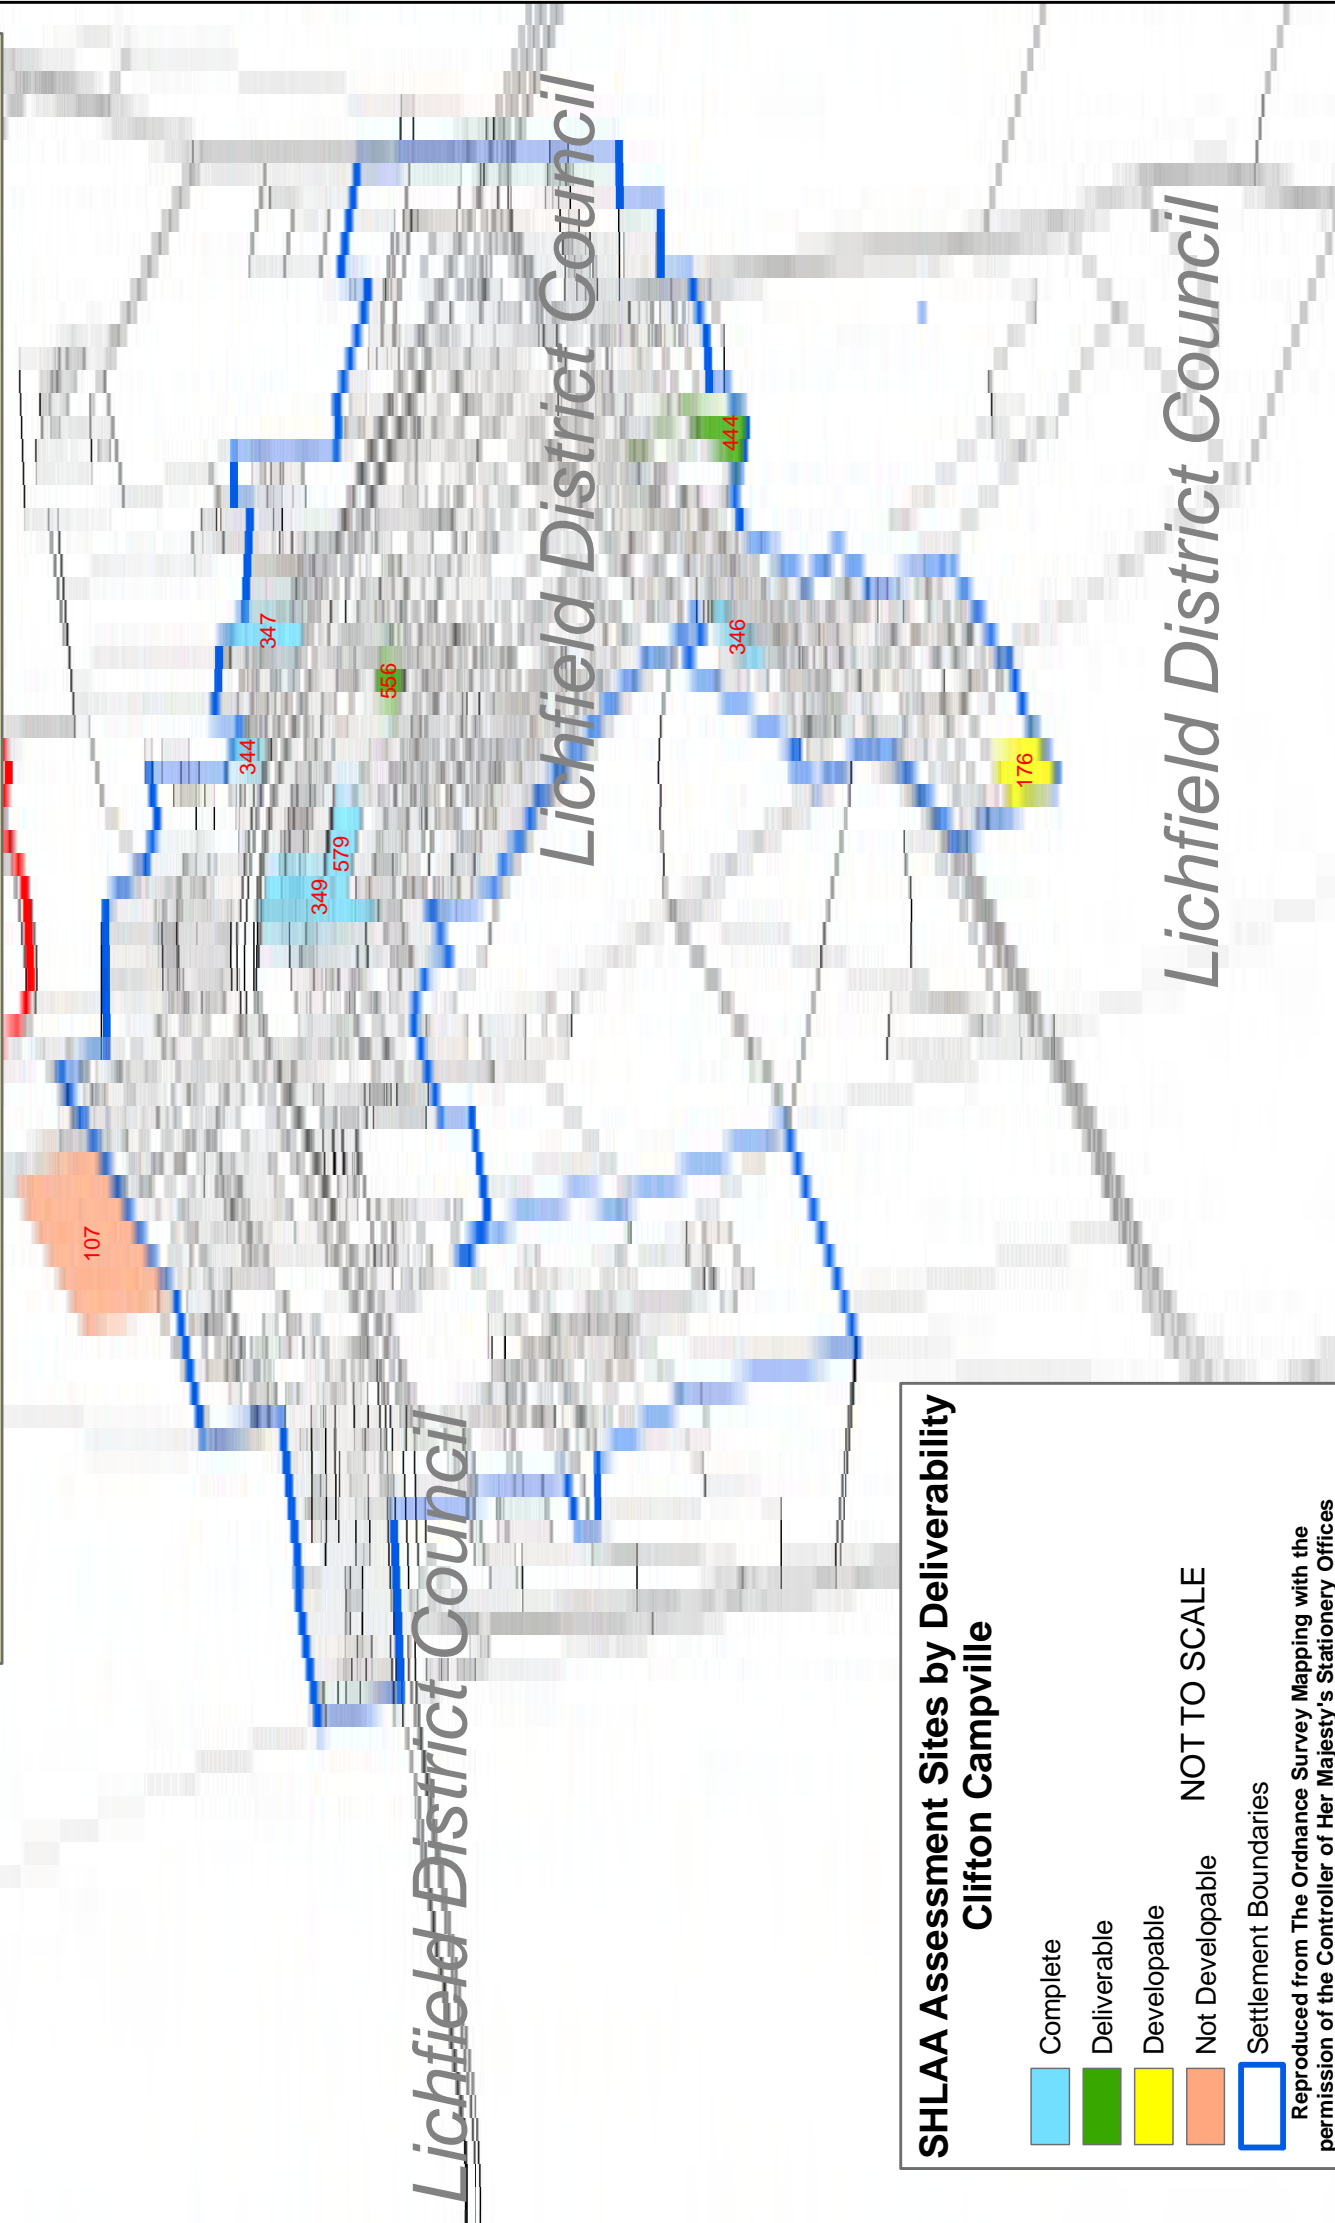 Lichfield District Council
Lichfield District Council
Lichfield District Council
107
349
579
344
347
556
346
444
176
SHLAA Assessment Sites by Deliverability
Clifton Campville
Complete
Deliverable
Developable
Not Developable
NOT TO SCALE
Settlement Boundaries
Reproduced from The Ordnance Survey Mapping with the
permission of the Controller of Her Majesty's Stationery Offices